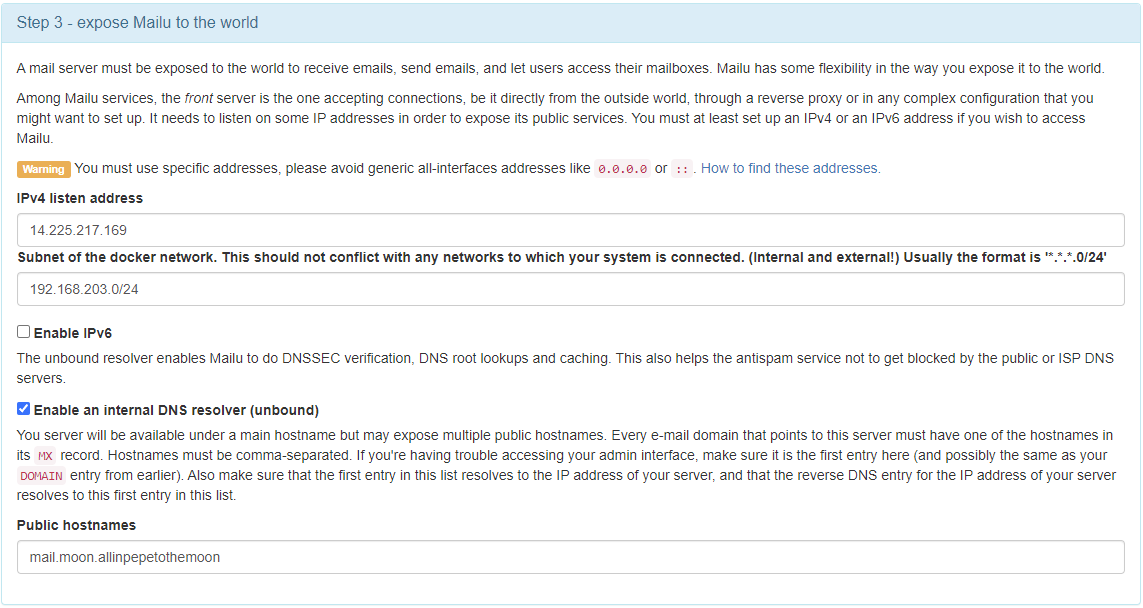 Step 3 - expose Mailu to the world
A mail server must be exposed to the world to receive emails, send emails, and let users access their mailboxes. Mailu has some flexibility in the way you expose it to the world.
Among Mailu services, the front server is the one accepting connections, be it directly from the outside world, through a reverse proxy or in any complex configuration that you
might want to set up. It needs to listen on some IP addresses in order to expose its public services. You must at least set up an IPv4 or an IPv6 address if you wish to access
Mailu.
Warning You must use specific addresses, please avoid generic all-interfaces addresses like 0.0.0.0 or ::. How to find these addresses.
IPv4 listen address
14.225.217.169
Subnet of the docker network. This should not conflict with any networks to which your system is connected. (Internal and external!) Usually the format is '*.*.*.0/24'
192.168.203.0/24
Enable IPv6
The unbound resolver enables Mailu to do DNSSEC verification, DNS root lookups and caching. This also helps the antispam service not to get blocked by the public or ISP DNS
servers.
Enable an internal DNS resolver (unbound)
You server will be available under a main hostname but may expose multiple public hostnames. Every e-mail domain that points to this server must have one of the hostnames in
its MX record. Hostnames must be comma-separated. If you're having trouble accessing your admin interface, make sure it is the first entry here (and possibly the same as your
DOMAIN entry from earlier). Also make sure that the first entry in this list resolves to the IP address of your server, and that the reverse DNS entry for the IP address of your server
resolves to this first entry in this list.
Public hostnames
mail.moon.allinpepetothemoon